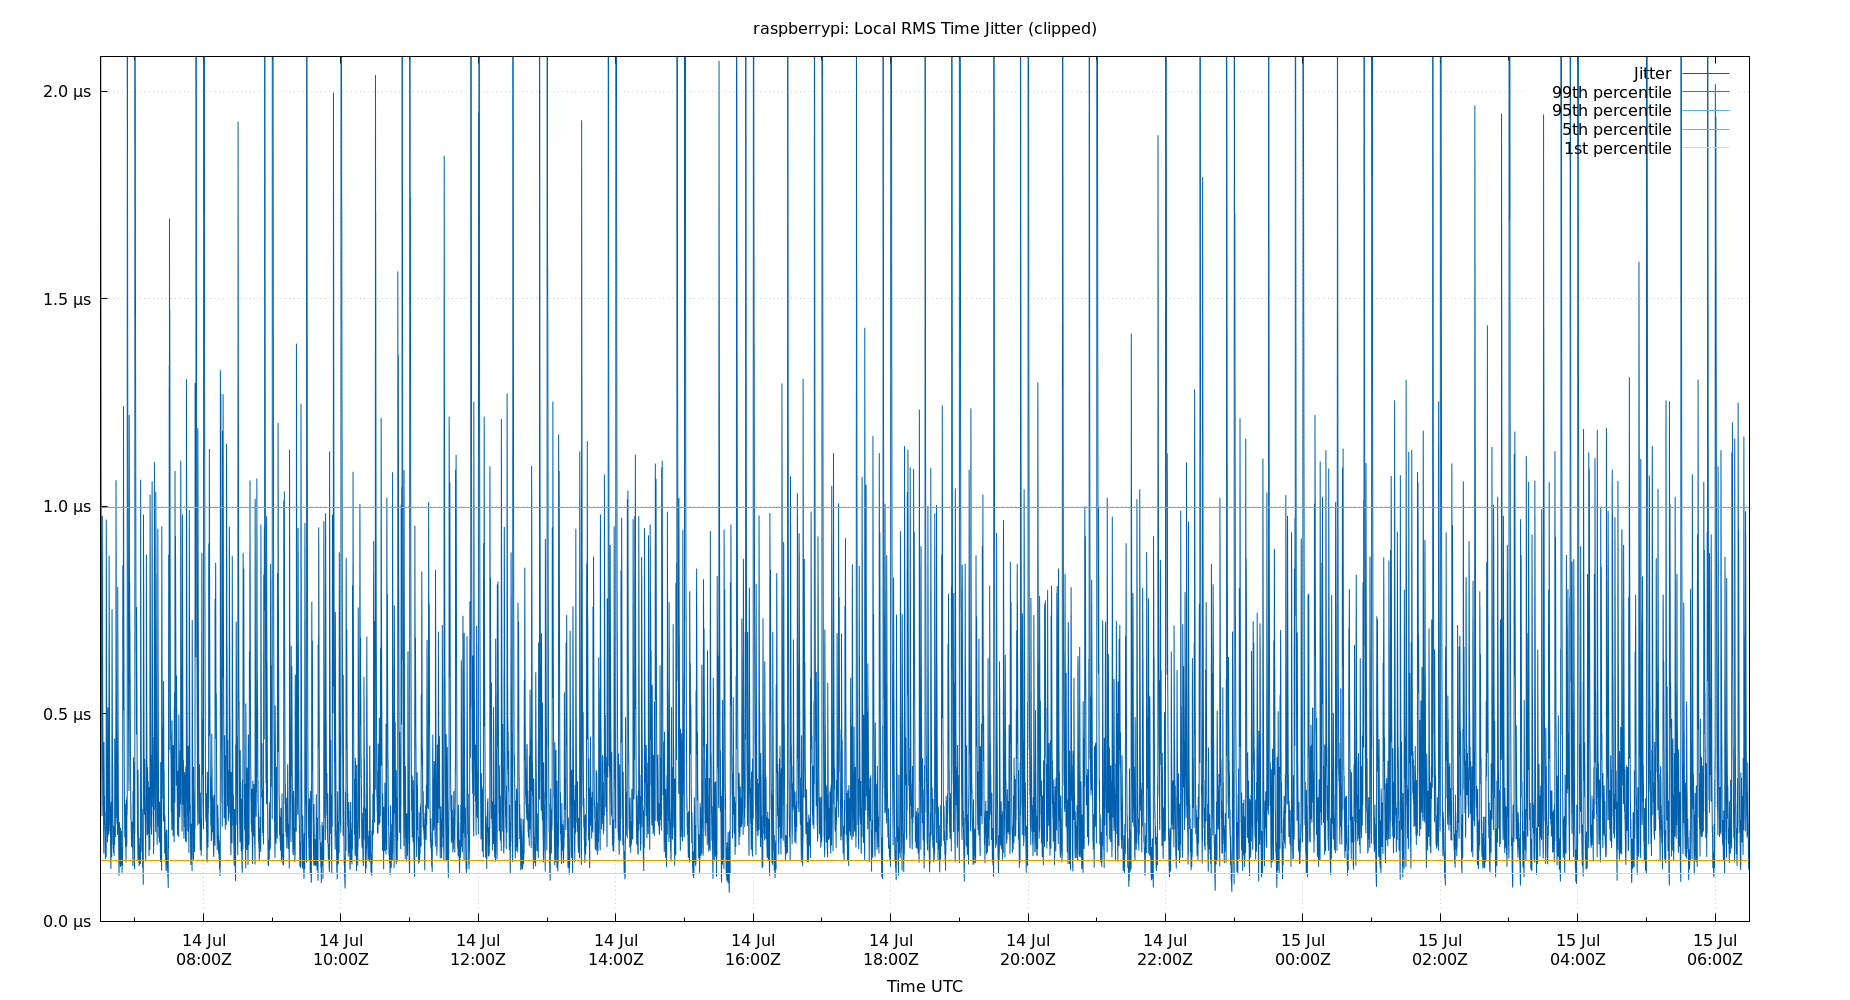 raspberrypi: Local RMS Time Jitter (clipped)
2.0 µs
1.5 µs
1.0 µs
0.5 µs
0.0 µs
Jitter
99th percentile
95th percentile
5th percentile
1st percentile
14 Jul 14 Jul 14 Jul 14 Jul 14 Jul 14 Jul 14 Jul 14 Jul 15 Jul 15 Jul 15 Jul 15 Jul
08:00Z 10:00Z 12:00Z 14:00Z 16:00Z 18:00Z 20:00Z 22:00Z 00:00Z 02:00Z 04:00Z 06:00Z
Time UTC